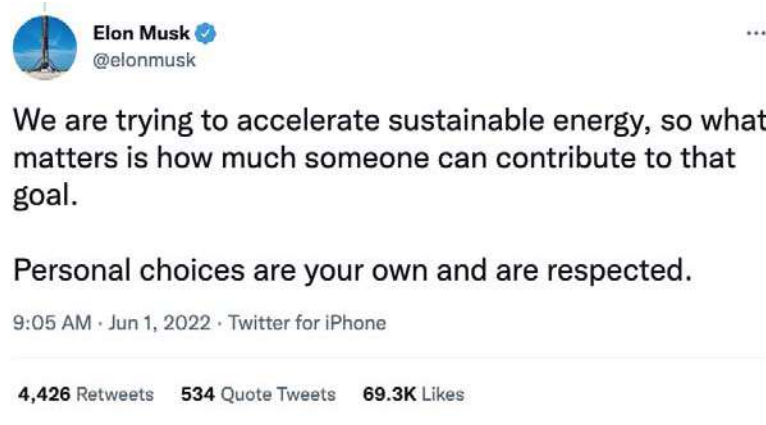 Elon Musk
@elonmusk
We are trying to accelerate sustainable energy, so what
matters is how much someone can contribute to that
goal.
Personal choices are your own and are respected.
9:05 AM · Jun 1, 2022 · Twitter for iPhone
4,426 Retweets 534 Quote Tweets 69.3K Likes